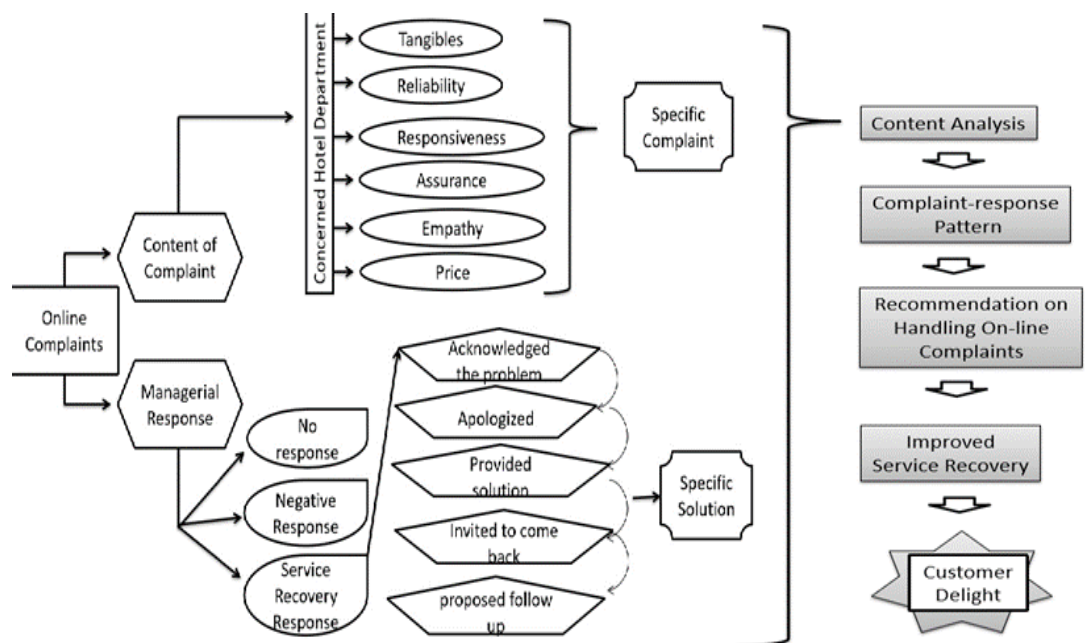 Online
Complaints
Content of
Complaint
Managerial
Response
Concerned Hotel Department
Tangibles
Reliability
Responsiveness
Assurance
Empathy
Price
Specific
Complaint
No
response
Negative
Response
Service
Recovery
Response
Acknowledged
the problem
Apologized
Provided
solution
Invited to come
back
proposed follow
up
Specific
Solution
Content Analysis
Complaint-response
Pattern
Recommendation on
Handling On-line
Complaints
Improved
Service Recovery
Customer
Delight